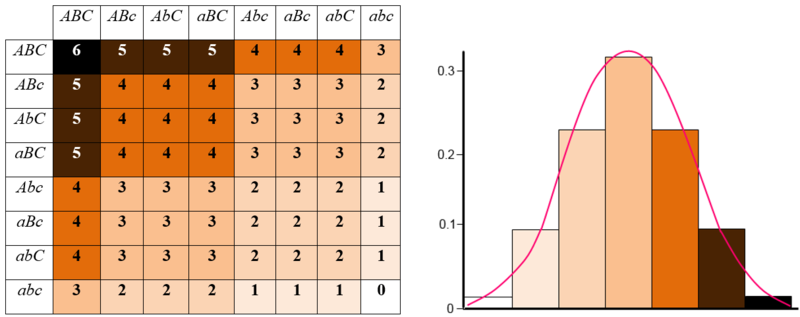 ABC ABc AbC aBC Abc aBc abC abc
ABC 6 5 5 5 4 4 4 3
ABc 5 4 4 4 3 3 3 2
AbC 5 4 4 4 3 3 3 2
aBC 5 4 4 4 3 3 3 2
Abc 4 3 3 3 2 2 2 1
aBc 4 3 3 3 2 2 2 1
abC 4 3 3 3 2 2 2 1
abc 3 2 2 2 1 1 1 0
0.3
0.2
0.1
0